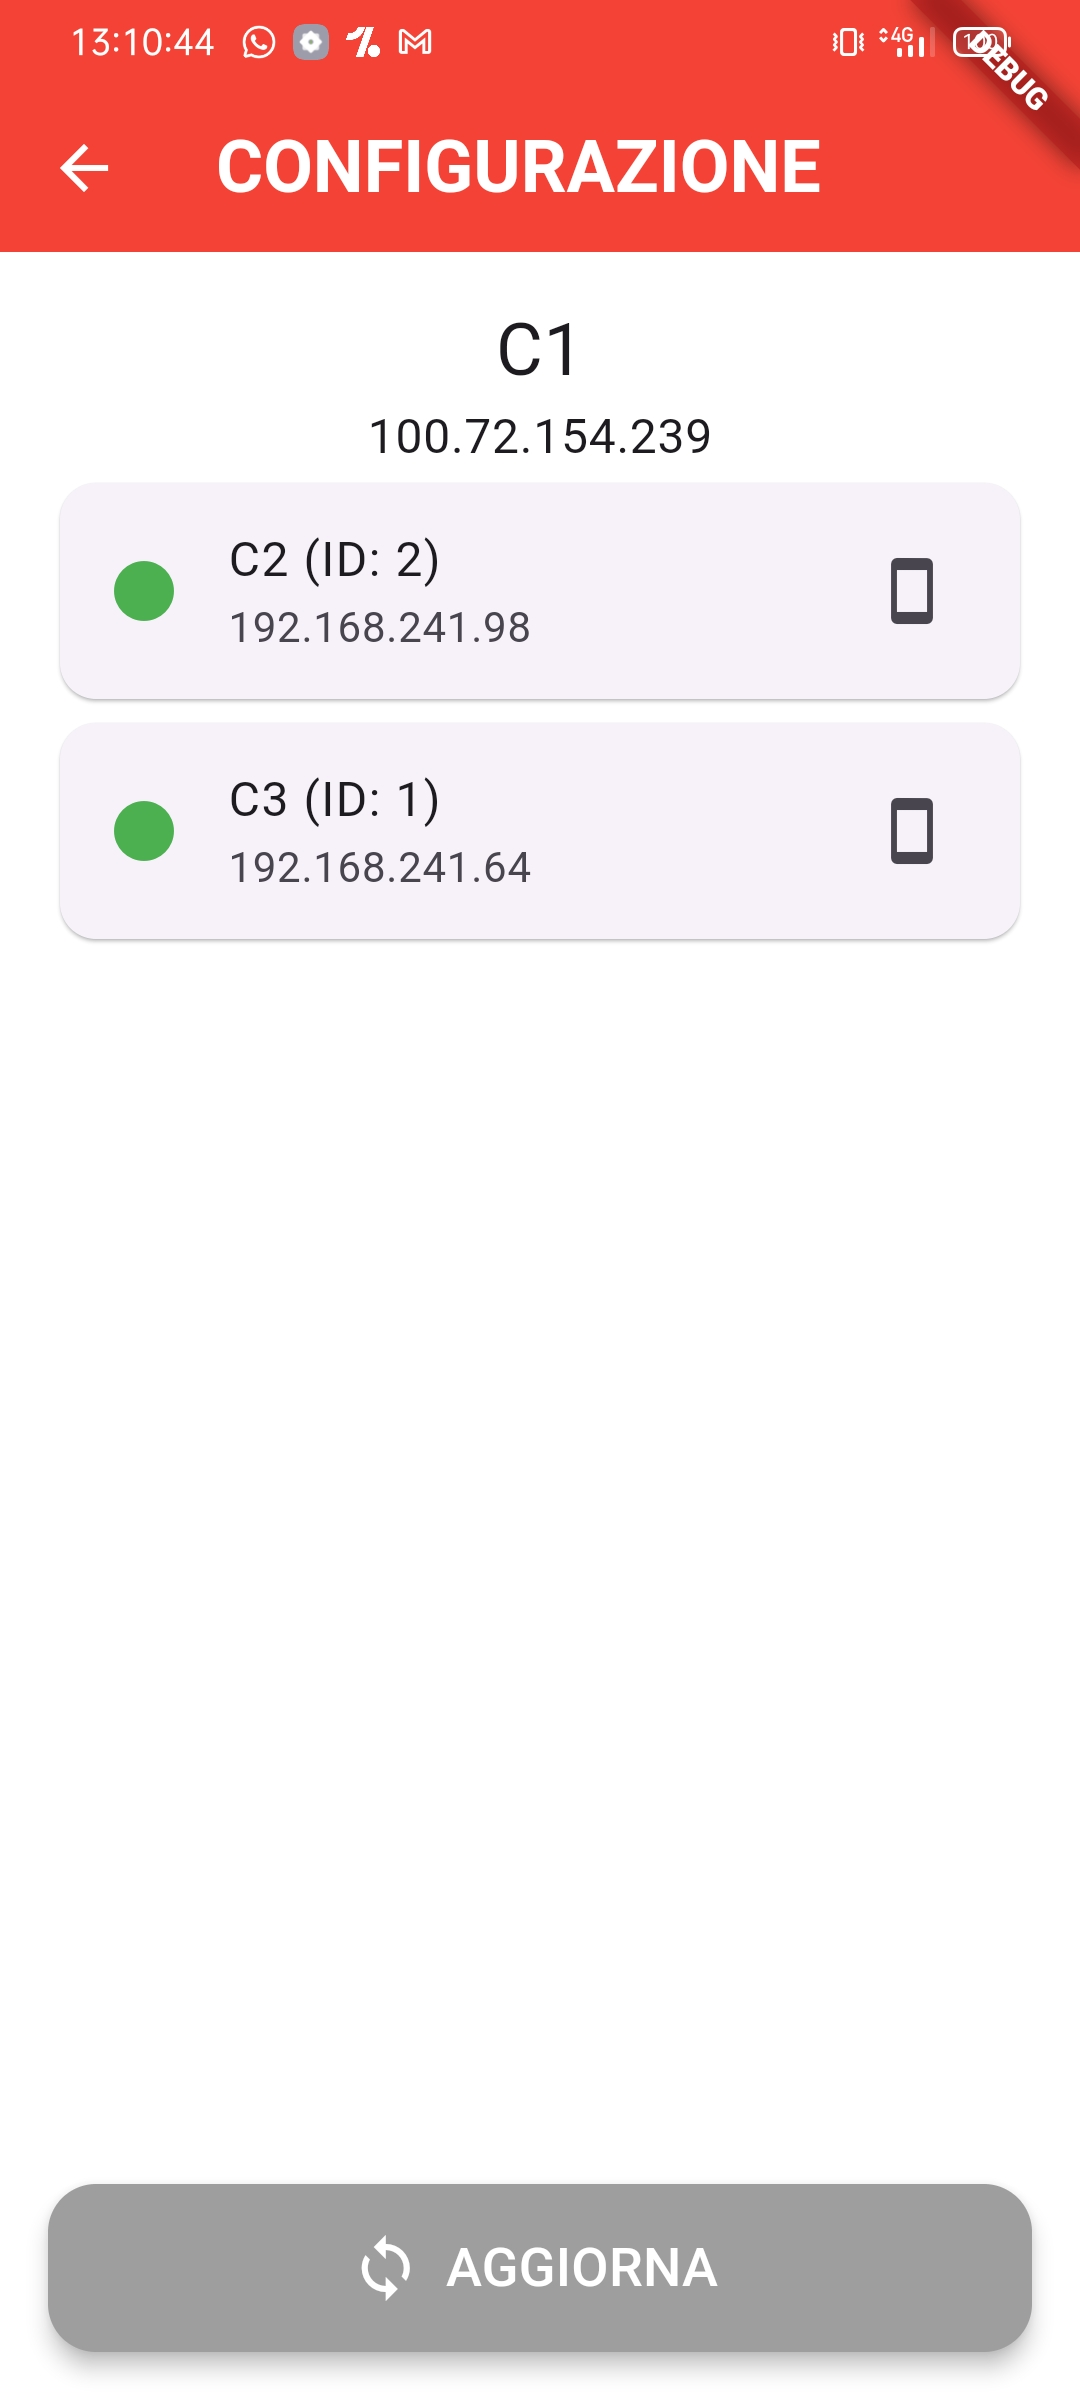 13:10:44
4G
DEBUG
CONFIGURAZIONE
C1
100.72.154.239
C2 (ID: 2)
192.168.241.98
C3 (ID: 1)
192.168.241.64
AGGIORNA